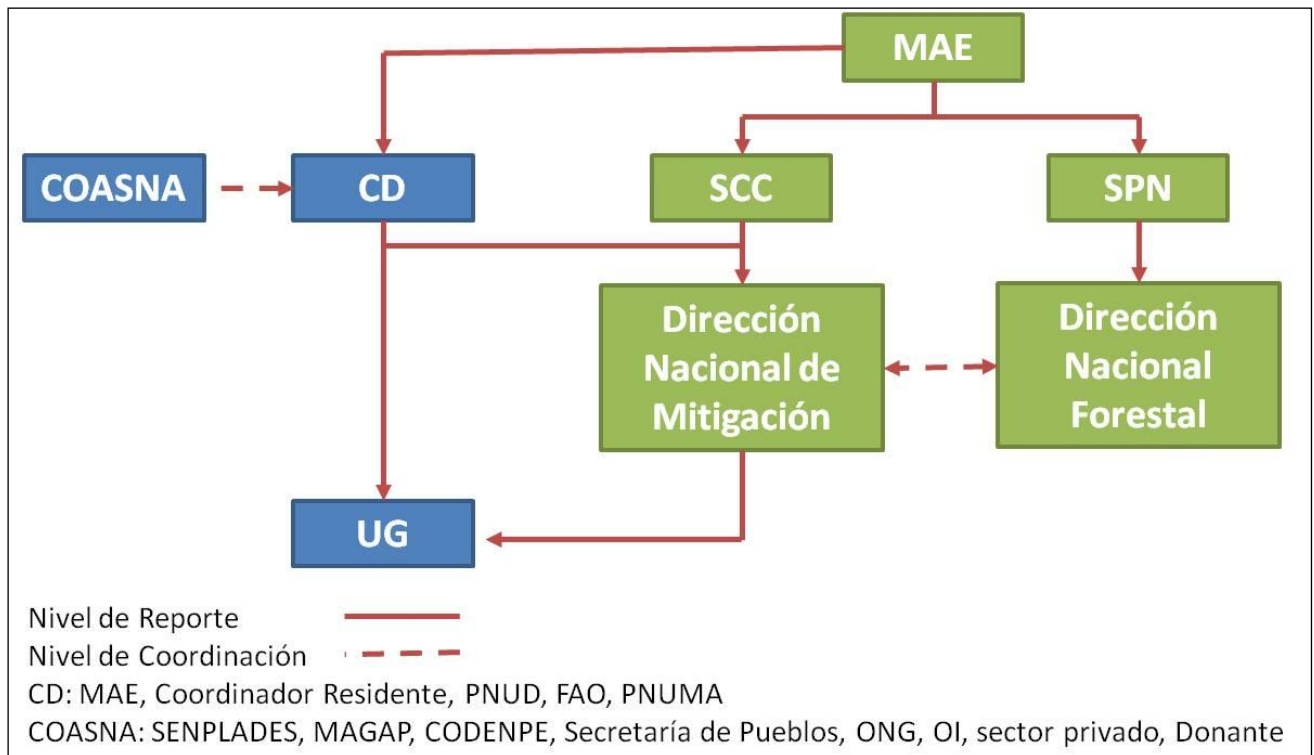 MAE
COASNA
CD
SCC
SPN
Dirección
Nacional de
Mitigación
Dirección
Nacional
Forestal
UG
Nivel de Reporte
Nivel de Coordinación
CD: MAE, Coordinador Residente, PNUD, FAO, PNUMA
COASNA: SENPLADES, MAGAP, CODENPE, Secretaría de Pueblos, ONG, OI, sector privado, Donante